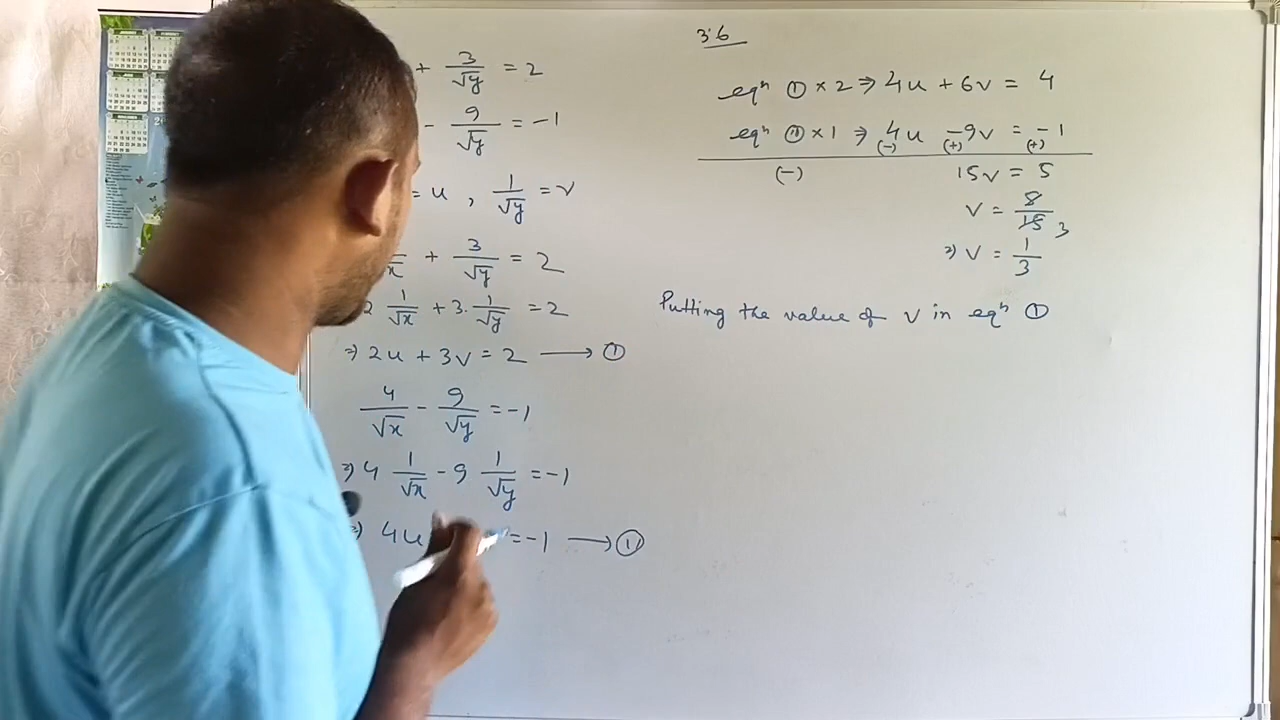 + 3/√y = 2
- 9/√y = -1
= u , 1/√y = v
+ 3/√y = 2
1/√x + 3. 1/√y = 2
⇒ 2u + 3v = 2 ⟶ ①
4/√x - 9/√y = -1
⇒ 4 1/√x - 9 1/√y = -1
⇒ 4u = -1 ⟶ ⑪
3.6
eqⁿ ① × 2 ⇒ 4u + 6v = 4
eqⁿ ⑪ × 1 ⇒ 4u - 9v = -1
(-) (+) (+)
(-) 15v = 5
v = 5/15 3
⇒ v = 1/3
Putting the value of v in eqⁿ ①